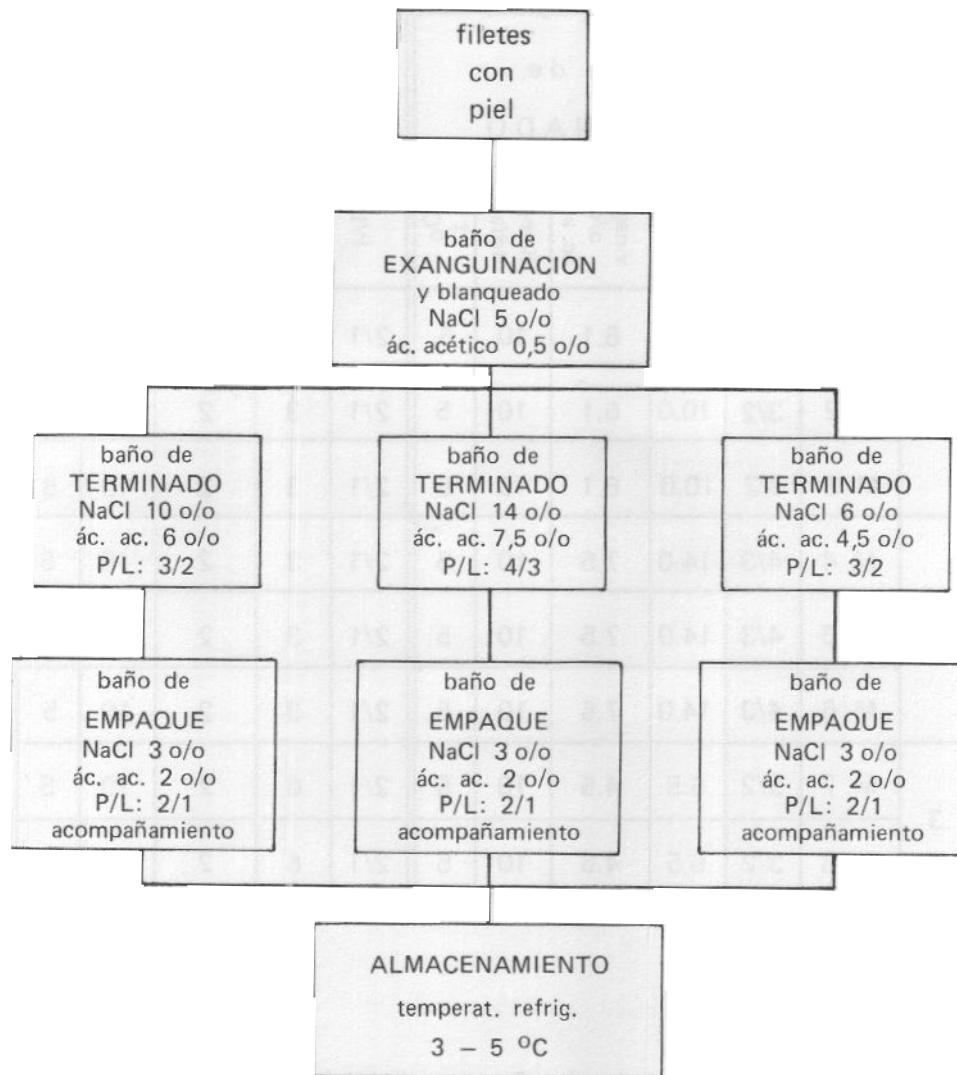 filetes
con
piel
baño de
EXANGUINACION
y blanqueado
NaCl 5 o/o
ác. acético 0,5 o/o
baño de
TERMINADO
NaCl 10 o/o
ác. ac. 6 o/o
P/L: 3/2
baño de
TERMINADO
NaCl 14 o/o
ác. ac. 7,5 o/o
P/L: 4/3
baño de
TERMINADO
NaCl 6 o/o
ác. ac. 4,5 o/o
P/L: 3/2
baño de
EMPAQUE
NaCl 3 o/o
ác. ac. 2 o/o
P/L: 2/1
acompañamiento
baño de
EMPAQUE
NaCl 3 o/o
ác. ac. 2 o/o
P/L: 2/1
acompañamiento
baño de
EMPAQUE
NaCl 3 o/o
ác. ac. 2 o/o
P/L: 2/1
acompañamiento
ALMACENAMIENTO
temperat. refrig.
3 – 5 ºC